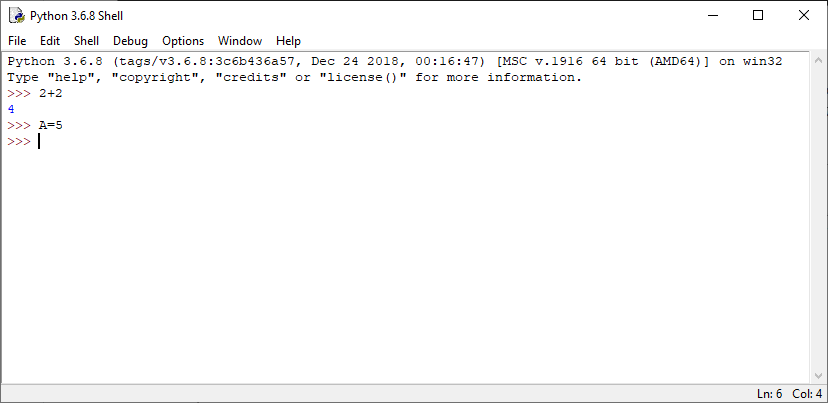 Python 3.6.8 Shell
File Edit Shell Debug Options Window Help
Python 3.6.8 (tags/v3.6.8:3c6b436a57, Dec 24 2018, 00:16:47) [MSC v.1916 64 bit (AMD64)] on win32
Type "help", "copyright", "credits" or "license()" for more information.
>>> 2+2
4
>>> A=5
>>>
Ln: 6 Col: 4